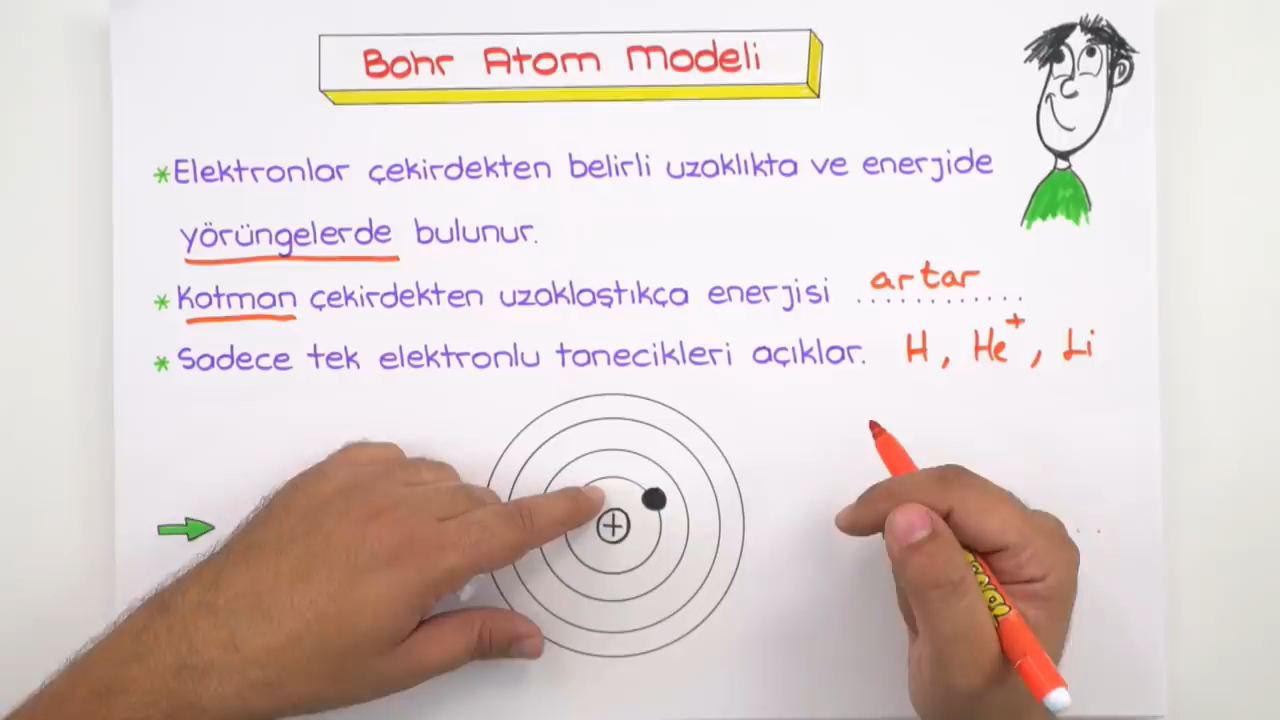 Bohr Atom Modeli
*Elektronlar çekirdekten belirli uzaklıkta ve enerjide
yörüngelerde bulunur.
*Katman çekirdekten uzaklaştıkça enerjisi artar
*Sadece tek elektronlu tanecikleri açıklar. H, He⁺, Li
+